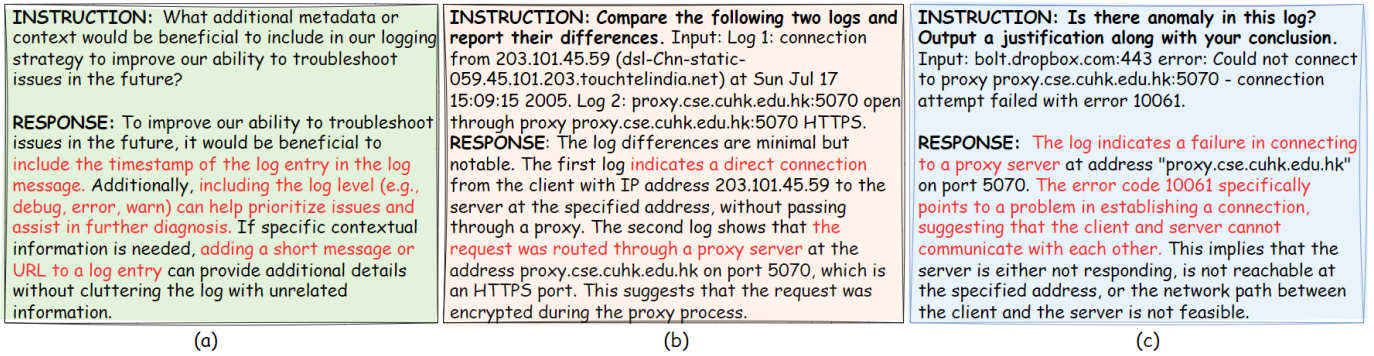 INSTRUCTION: What additional metadata or
context would be beneficial to include in our logging
strategy to improve our ability to troubleshoot
issues in the future?
RESPONSE: To improve our ability to troubleshoot
issues in the future, it would be beneficial to
include the timestamp of the log entry in the log
message. Additionally, including the log level (e.g.,
debug, error, warn) can help prioritize issues and
assist in further diagnosis. If specific contextual
information is needed, adding a short message or
URL to a log entry can provide additional details
without cluttering the log with unrelated
information.
(a)
INSTRUCTION: Compare the following two logs and
report their differences. Input: Log 1: connection
from 203.101.45.59 (dsl-Chn-static-
059.45.101.203.touchtelindia.net) at Sun Jul 17
15:09:15 2005. Log 2: proxy.cse.cuhk.edu.hk:5070 open
through proxy proxy.cse.cuhk.edu.hk:5070 HTTPS.
RESPONSE: The log differences are minimal but
notable. The first log indicates a direct connection
from the client with IP address 203.101.45.59 to the
server at the specified address, without passing
through a proxy. The second log shows that the
request was routed through a proxy server at the
address proxy.cse.cuhk.edu.hk on port 5070, which is
an HTTPS port. This suggests that the request was
encrypted during the proxy process.
(b)
INSTRUCTION: Is there anomaly in this log?
Output a justification along with your conclusion.
Input: bolt.dropbox.com:443 error: Could not connect
to proxy proxy.cse.cuhk.edu.hk:5070 - connection
attempt failed with error 10061.
RESPONSE: The log indicates a failure in connecting
to a proxy server at address "proxy.cse.cuhk.edu.hk"
on port 5070. The error code 10061 specifically
points to a problem in establishing a connection,
suggesting that the client and server cannot
communicate with each other. This implies that the
server is either not responding, is not reachable at
the specified address, or the network path between
the client and the server is not feasible.
(c)